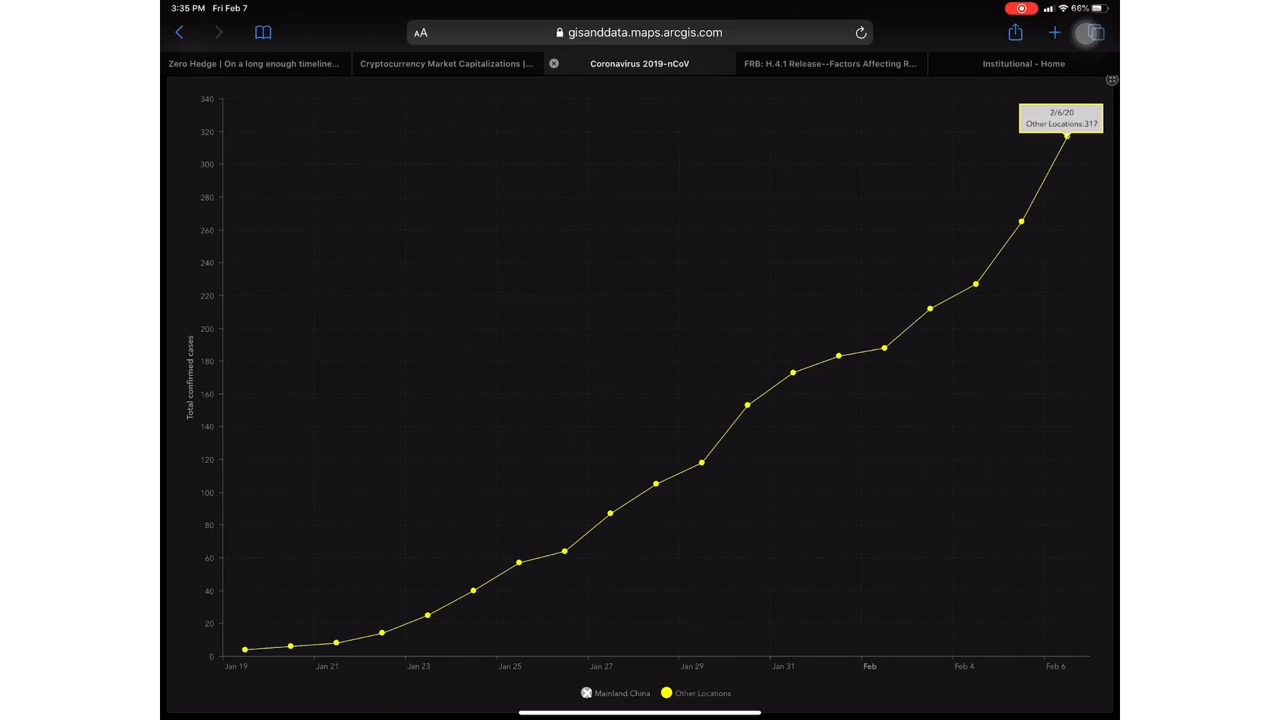 3:35 PM Fri Feb 7
66%
AA
gisanddata.maps.arcgis.com
Zero Hedge | On a long enough timeline...
Cryptocurrency Market Capitalizations |...
Coronavirus 2019-nCoV
FRB: H.4.1 Release--Factors Affecting R...
Institutional - Home
340
320
300
280
260
240
220
200
180
160
140
120
100
80
60
40
20
0
Total confirmed cases
2/6/20
Other Locations:317
Jan 19
Jan 21
Jan 23
Jan 25
Jan 27
Jan 29
Jan 31
Feb
Feb 4
Feb 6
Mainland China
Other Locations